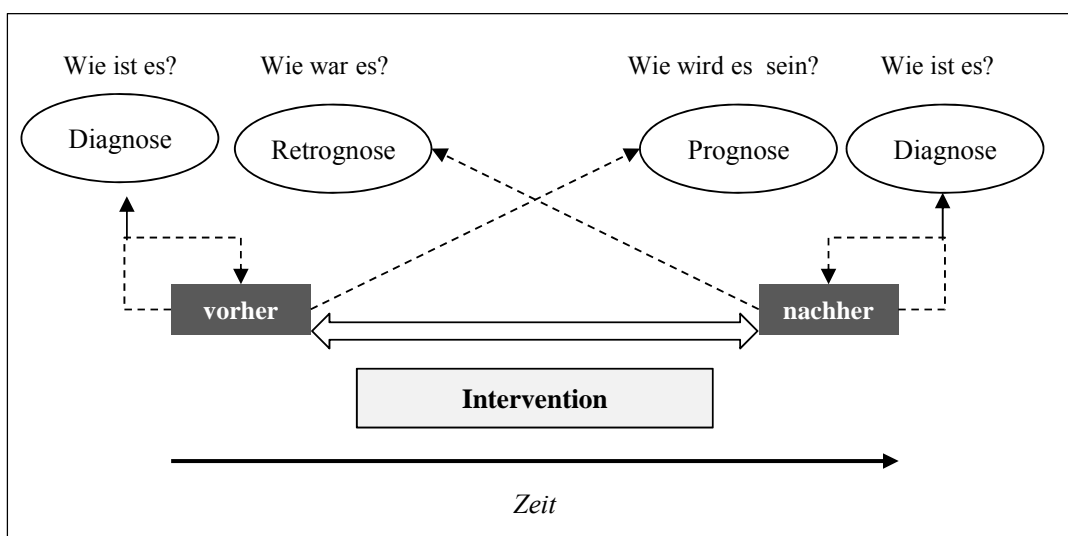 Wie ist es?
Wie war es?
Wie wird es sein?
Wie ist es?
Diagnose
Retrognose
Prognose
Diagnose
vorher
nachher
Intervention
Zeit